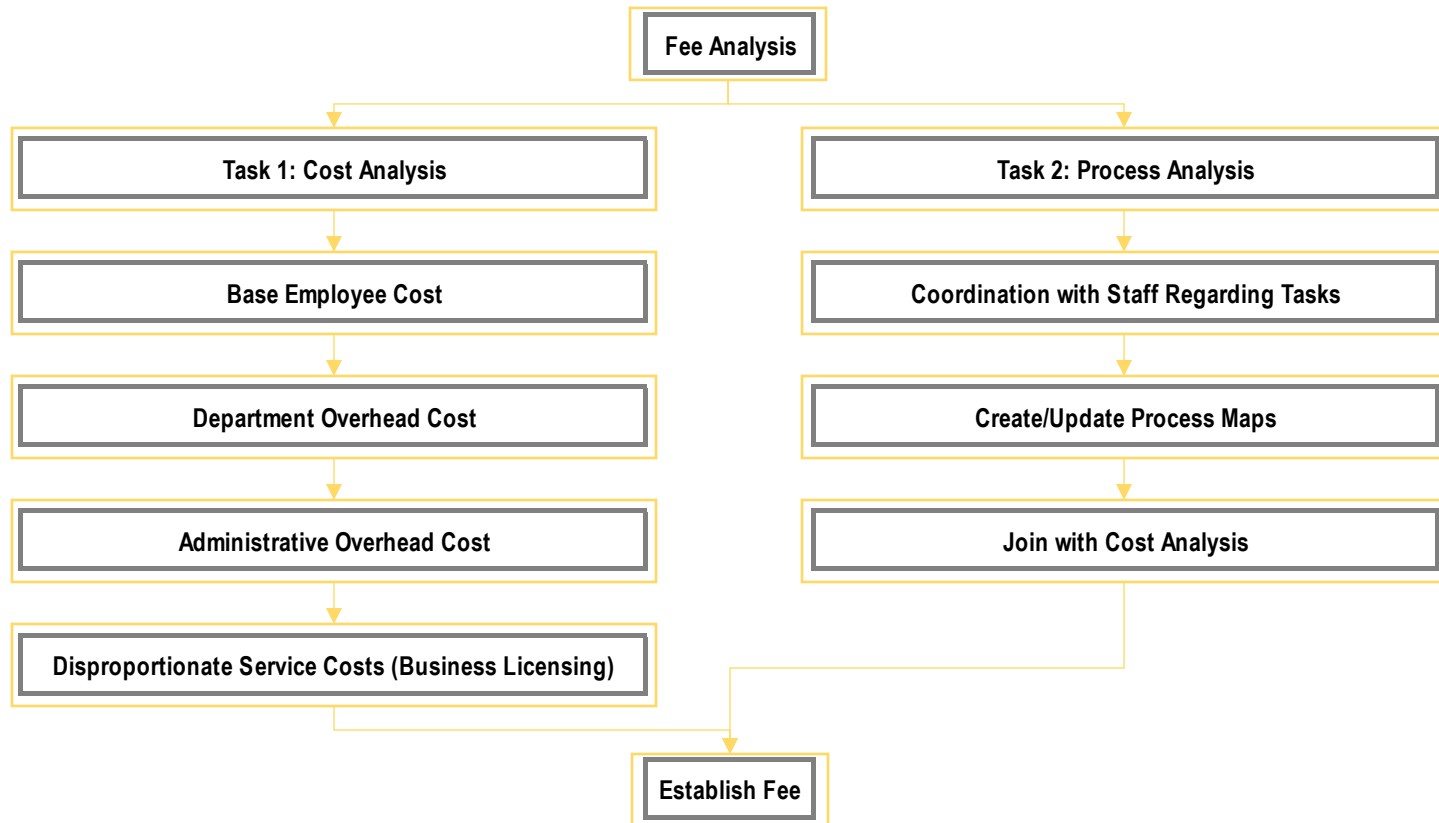 Fee Analysis
Task 1: Cost Analysis
Task 2: Process Analysis
Base Employee Cost
Coordination with Staff Regarding Tasks
Department Overhead Cost
Create/Update Process Maps
Administrative Overhead Cost
Join with Cost Analysis
Disproportionate Service Costs (Business Licensing)
Establish Fee